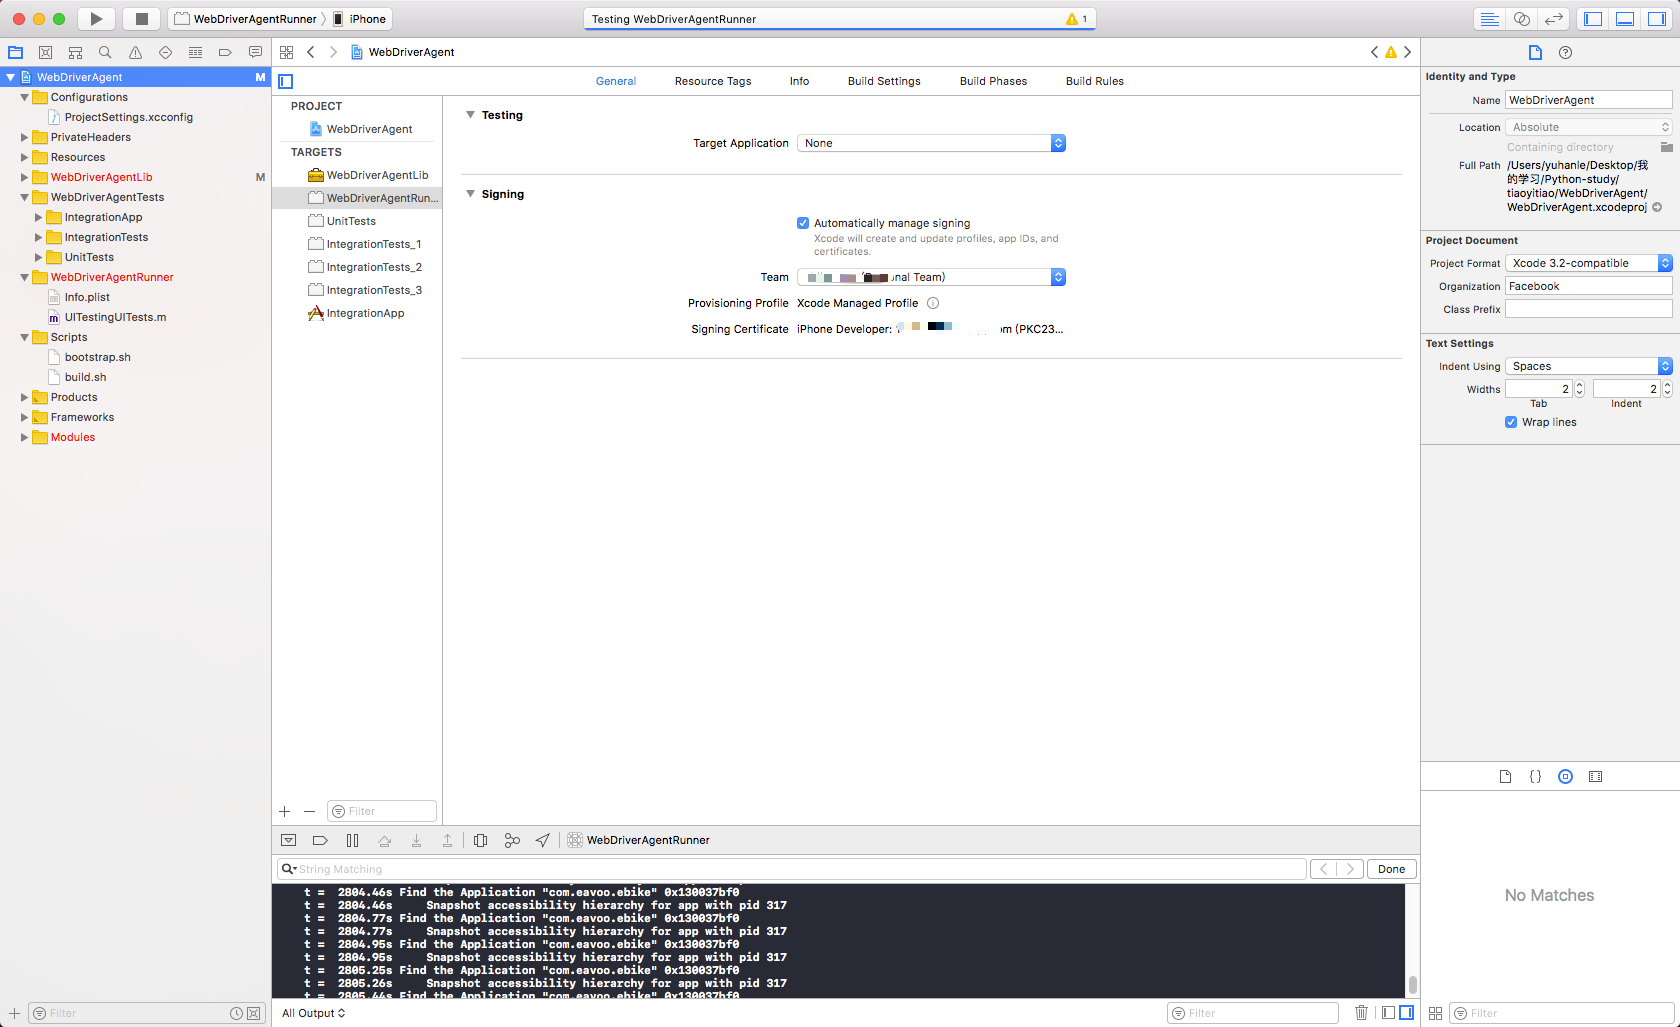 WebDriverAgentRunner
iPhone
Testing WebDriverAgentRunner
1
WebDriverAgent
M
Configurations
ProjectSettings.xcconfig
PrivateHeaders
Resources
WebDriverAgentLib
M
WebDriverAgentTests
IntegrationApp
IntegrationTests
UnitTests
WebDriverAgentRunner
Info.plist
UITestingUITests.m
Scripts
bootstrap.sh
build.sh
Products
Frameworks
Modules
Filter
WebDriverAgent
General Resource Tags Info Build Settings Build Phases Build Rules
PROJECT
WebDriverAgent
TARGETS
WebDriverAgentLib
WebDriverAgentRun...
UnitTests
IntegrationTests_1
IntegrationTests_2
IntegrationTests_3
IntegrationApp
Filter
Testing
Target Application None
Signing
Automatically manage signing
Xcode will create and update profiles, app IDs, and
certificates.
Team nal Team)
Provisioning Profile Xcode Managed Profile
Signing Certificate iPhone Developer: om (PKC23...
WebDriverAgentRunner
String Matching
Done
t = 2804.46s Find the Application "com.eavoo.ebike" 0x130037bf0
t = 2804.46s Snapshot accessibility hierarchy for app with pid 317
t = 2804.77s Find the Application "com.eavoo.ebike" 0x130037bf0
t = 2804.77s Snapshot accessibility hierarchy for app with pid 317
t = 2804.95s Find the Application "com.eavoo.ebike" 0x130037bf0
t = 2804.95s Snapshot accessibility hierarchy for app with pid 317
t = 2805.25s Find the Application "com.eavoo.ebike" 0x130037bf0
t = 2805.26s Snapshot accessibility hierarchy for app with pid 317
t = 2805.44s Find the Application "com.eavoo.ebike" 0x130037bf0
All Output
Filter
Identity and Type
Name WebDriverAgent
Location Absolute
Containing directory
Full Path /Users/yuhanle/Desktop/我
的学习/Python-study/
tiaoyitiao/WebDriverAgent/
WebDriverAgent.xcodeproj
Project Document
Project Format Xcode 3.2-compatible
Organization Facebook
Class Prefix
Text Settings
Indent Using Spaces
Widths 2 2
Tab Indent
Wrap lines
{}
No Matches
Filter